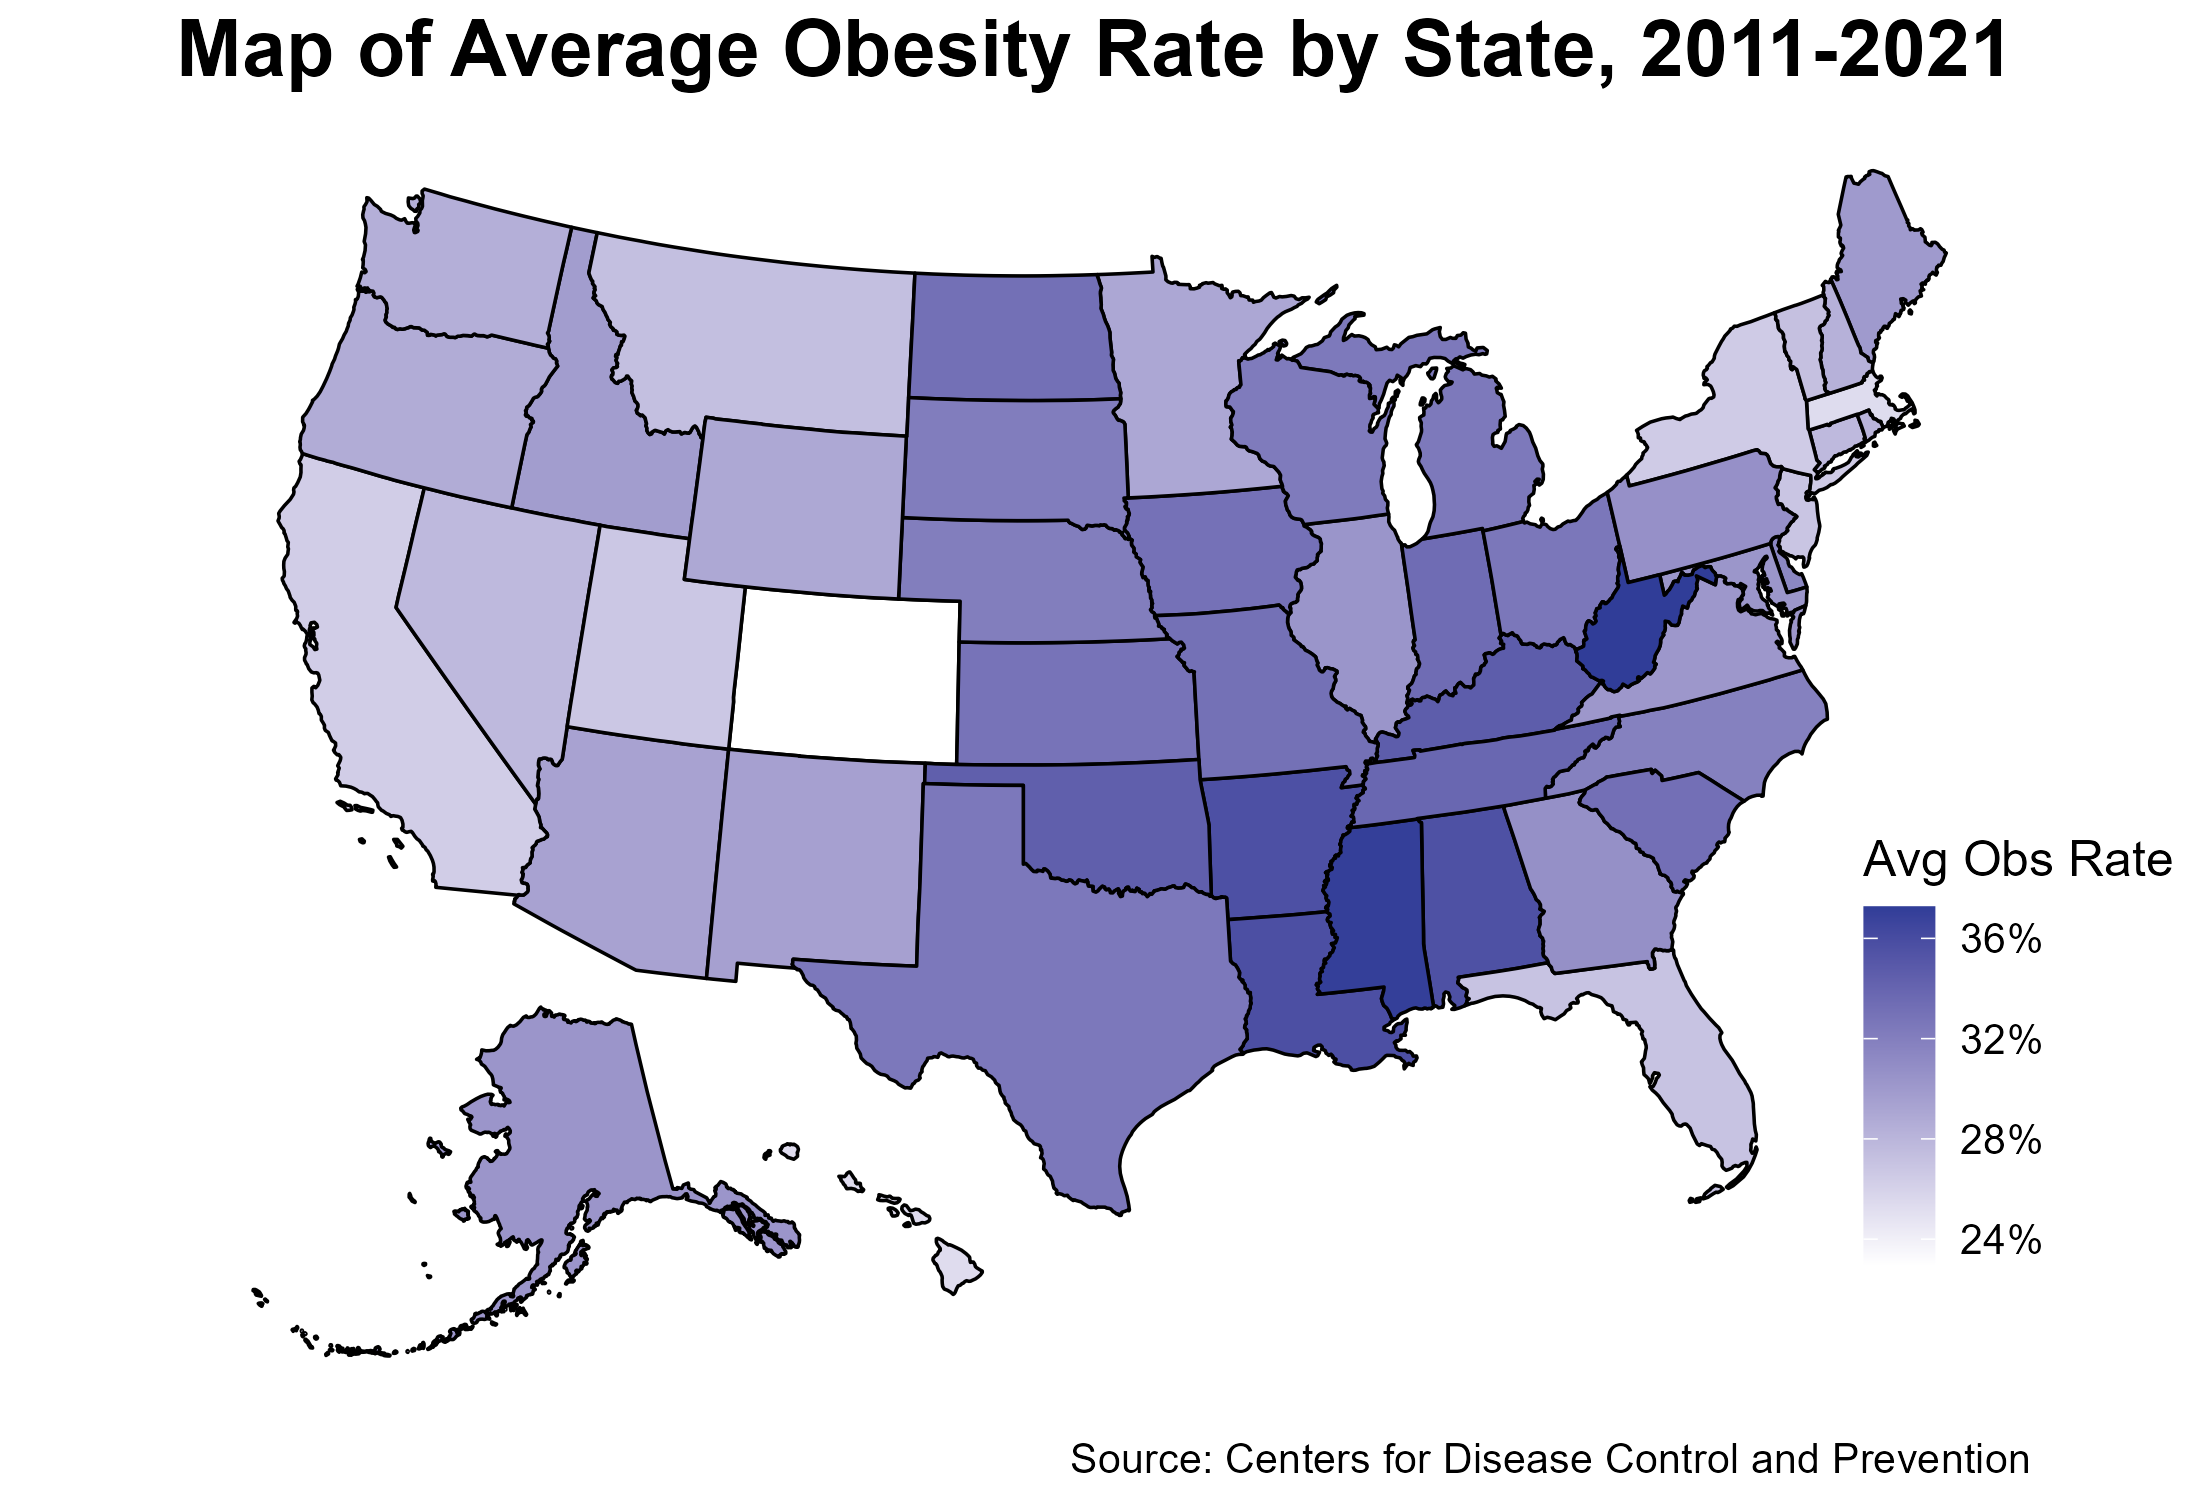 Map of Average Obesity Rate by State, 2011-2021
Avg Obs Rate
36%
32%
28%
24%
Source: Centers for Disease Control and Prevention